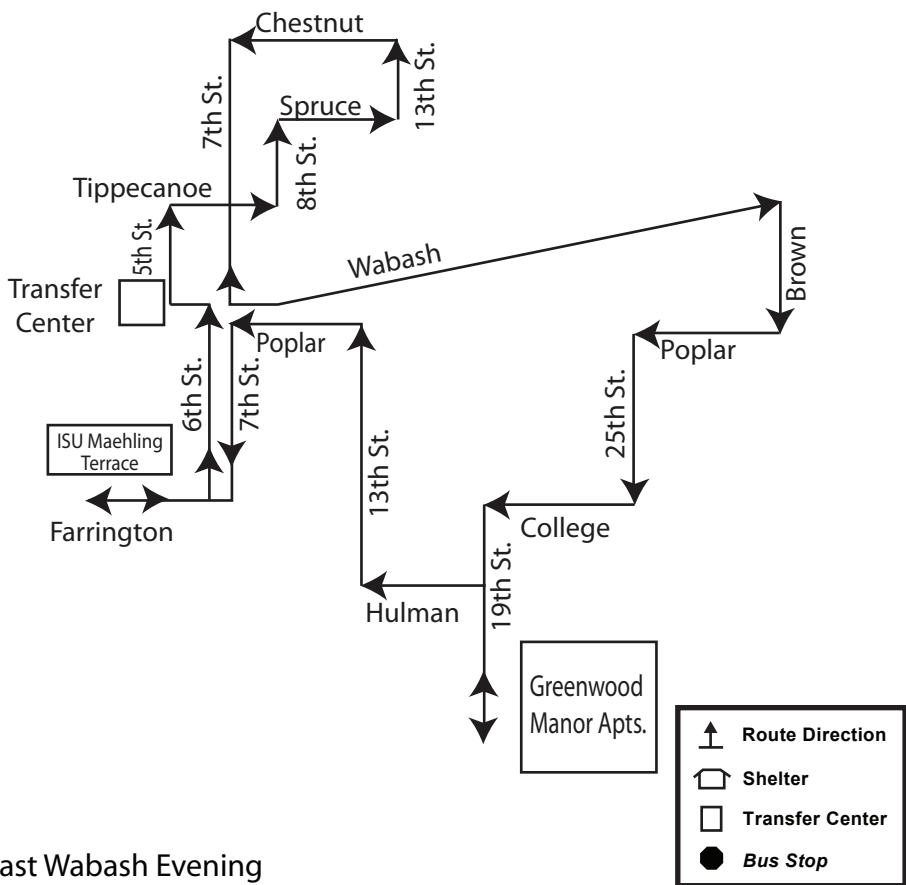 Chestnut
7th St.
13th St.
Spruce
8th St.
Tippecanoe
5th St.
Wabash
Brown
Transfer
Center
Poplar
Poplar
6th St.
7th St.
25th St.
ISU Maehling
Terrace
13th St.
Farrington
College
19th St.
Hulman
Greenwood
Manor Apts.
Route Direction
Shelter
Transfer Center
Bus Stop
ast Wabash Evening